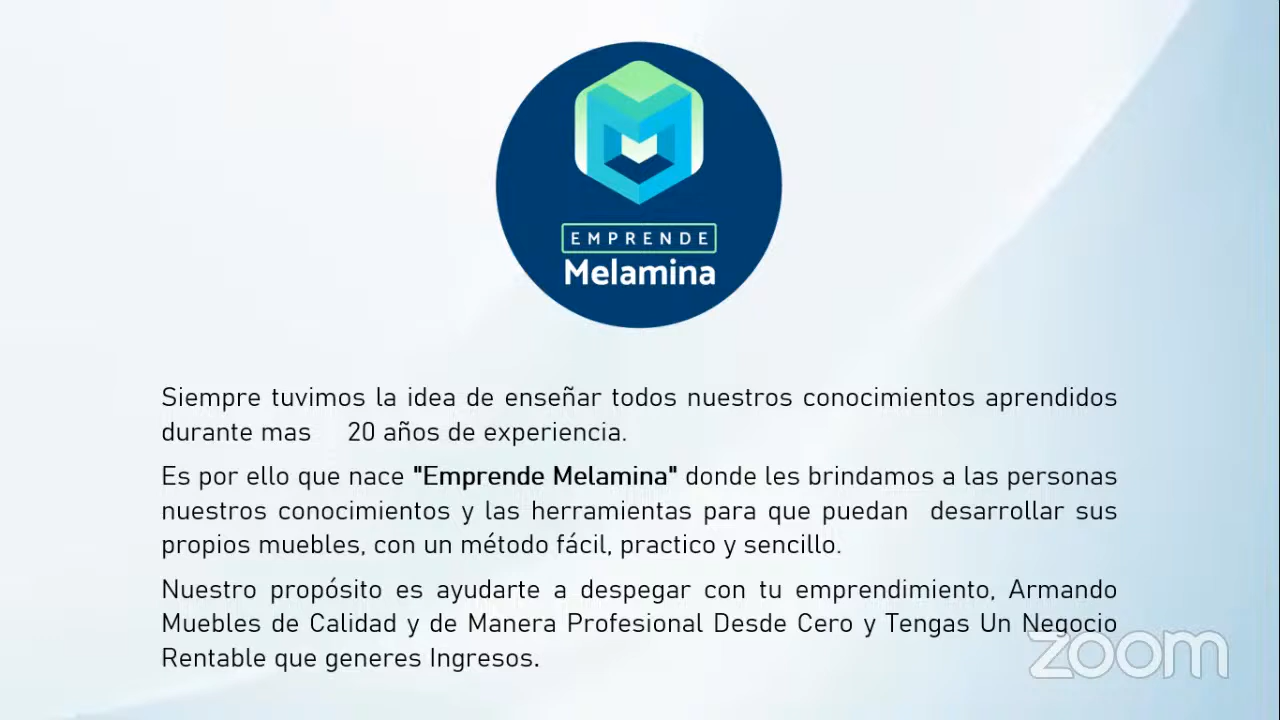 EMPRENDE
Melamina
Siempre tuvimos la idea de enseñar todos nuestros conocimientos aprendidos
durante mas 20 años de experiencia.
Es por ello que nace "Emprende Melamina" donde les brindamos a las personas
nuestros conocimientos y las herramientas para que puedan desarrollar sus
propios muebles, con un método fácil, practico y sencillo.
Nuestro propósito es ayudarte a despegar con tu emprendimiento, Armando
Muebles de Calidad y de Manera Profesional Desde Cero y Tengas Un Negocio
Rentable que generes Ingresos.
zoom